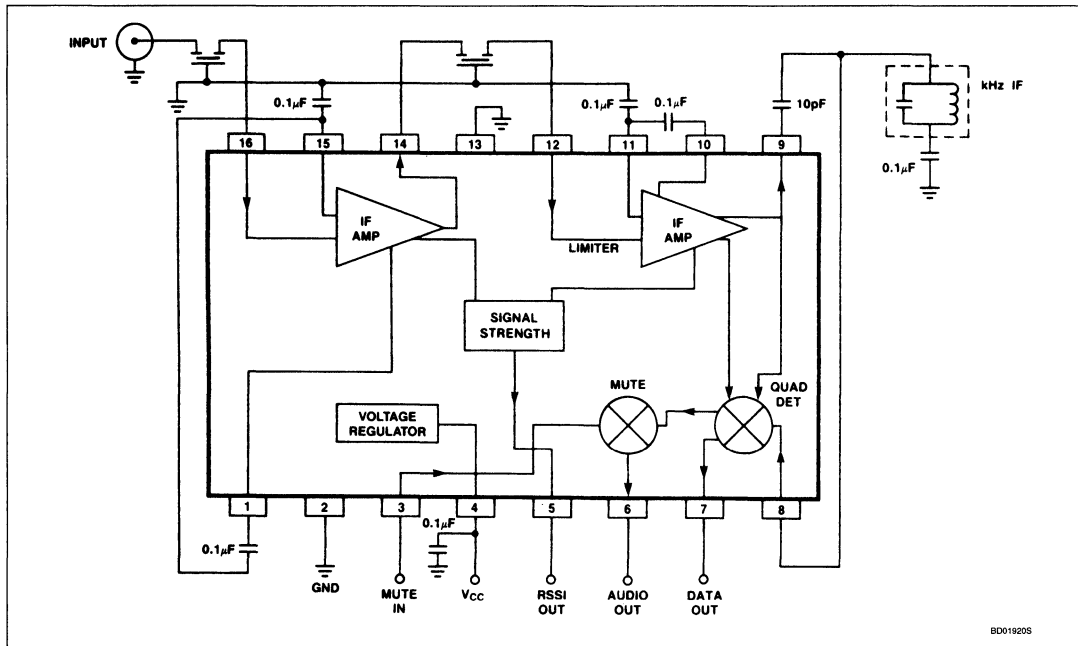 INPUT
0.1µF
0.1µF
0.1µF
10pF
kHz IF
0.1µF
16
15
14
13
12
11
10
9
IF
AMP
LIMITER
IF
AMP
SIGNAL
STRENGTH
VOLTAGE
REGULATOR
MUTE
QUAD
DET
1
2
3
4
5
6
7
8
0.1µF
0.1µF
GND
MUTE
IN
VCC
RSSI
OUT
AUDIO
OUT
DATA
OUT
BD01920S